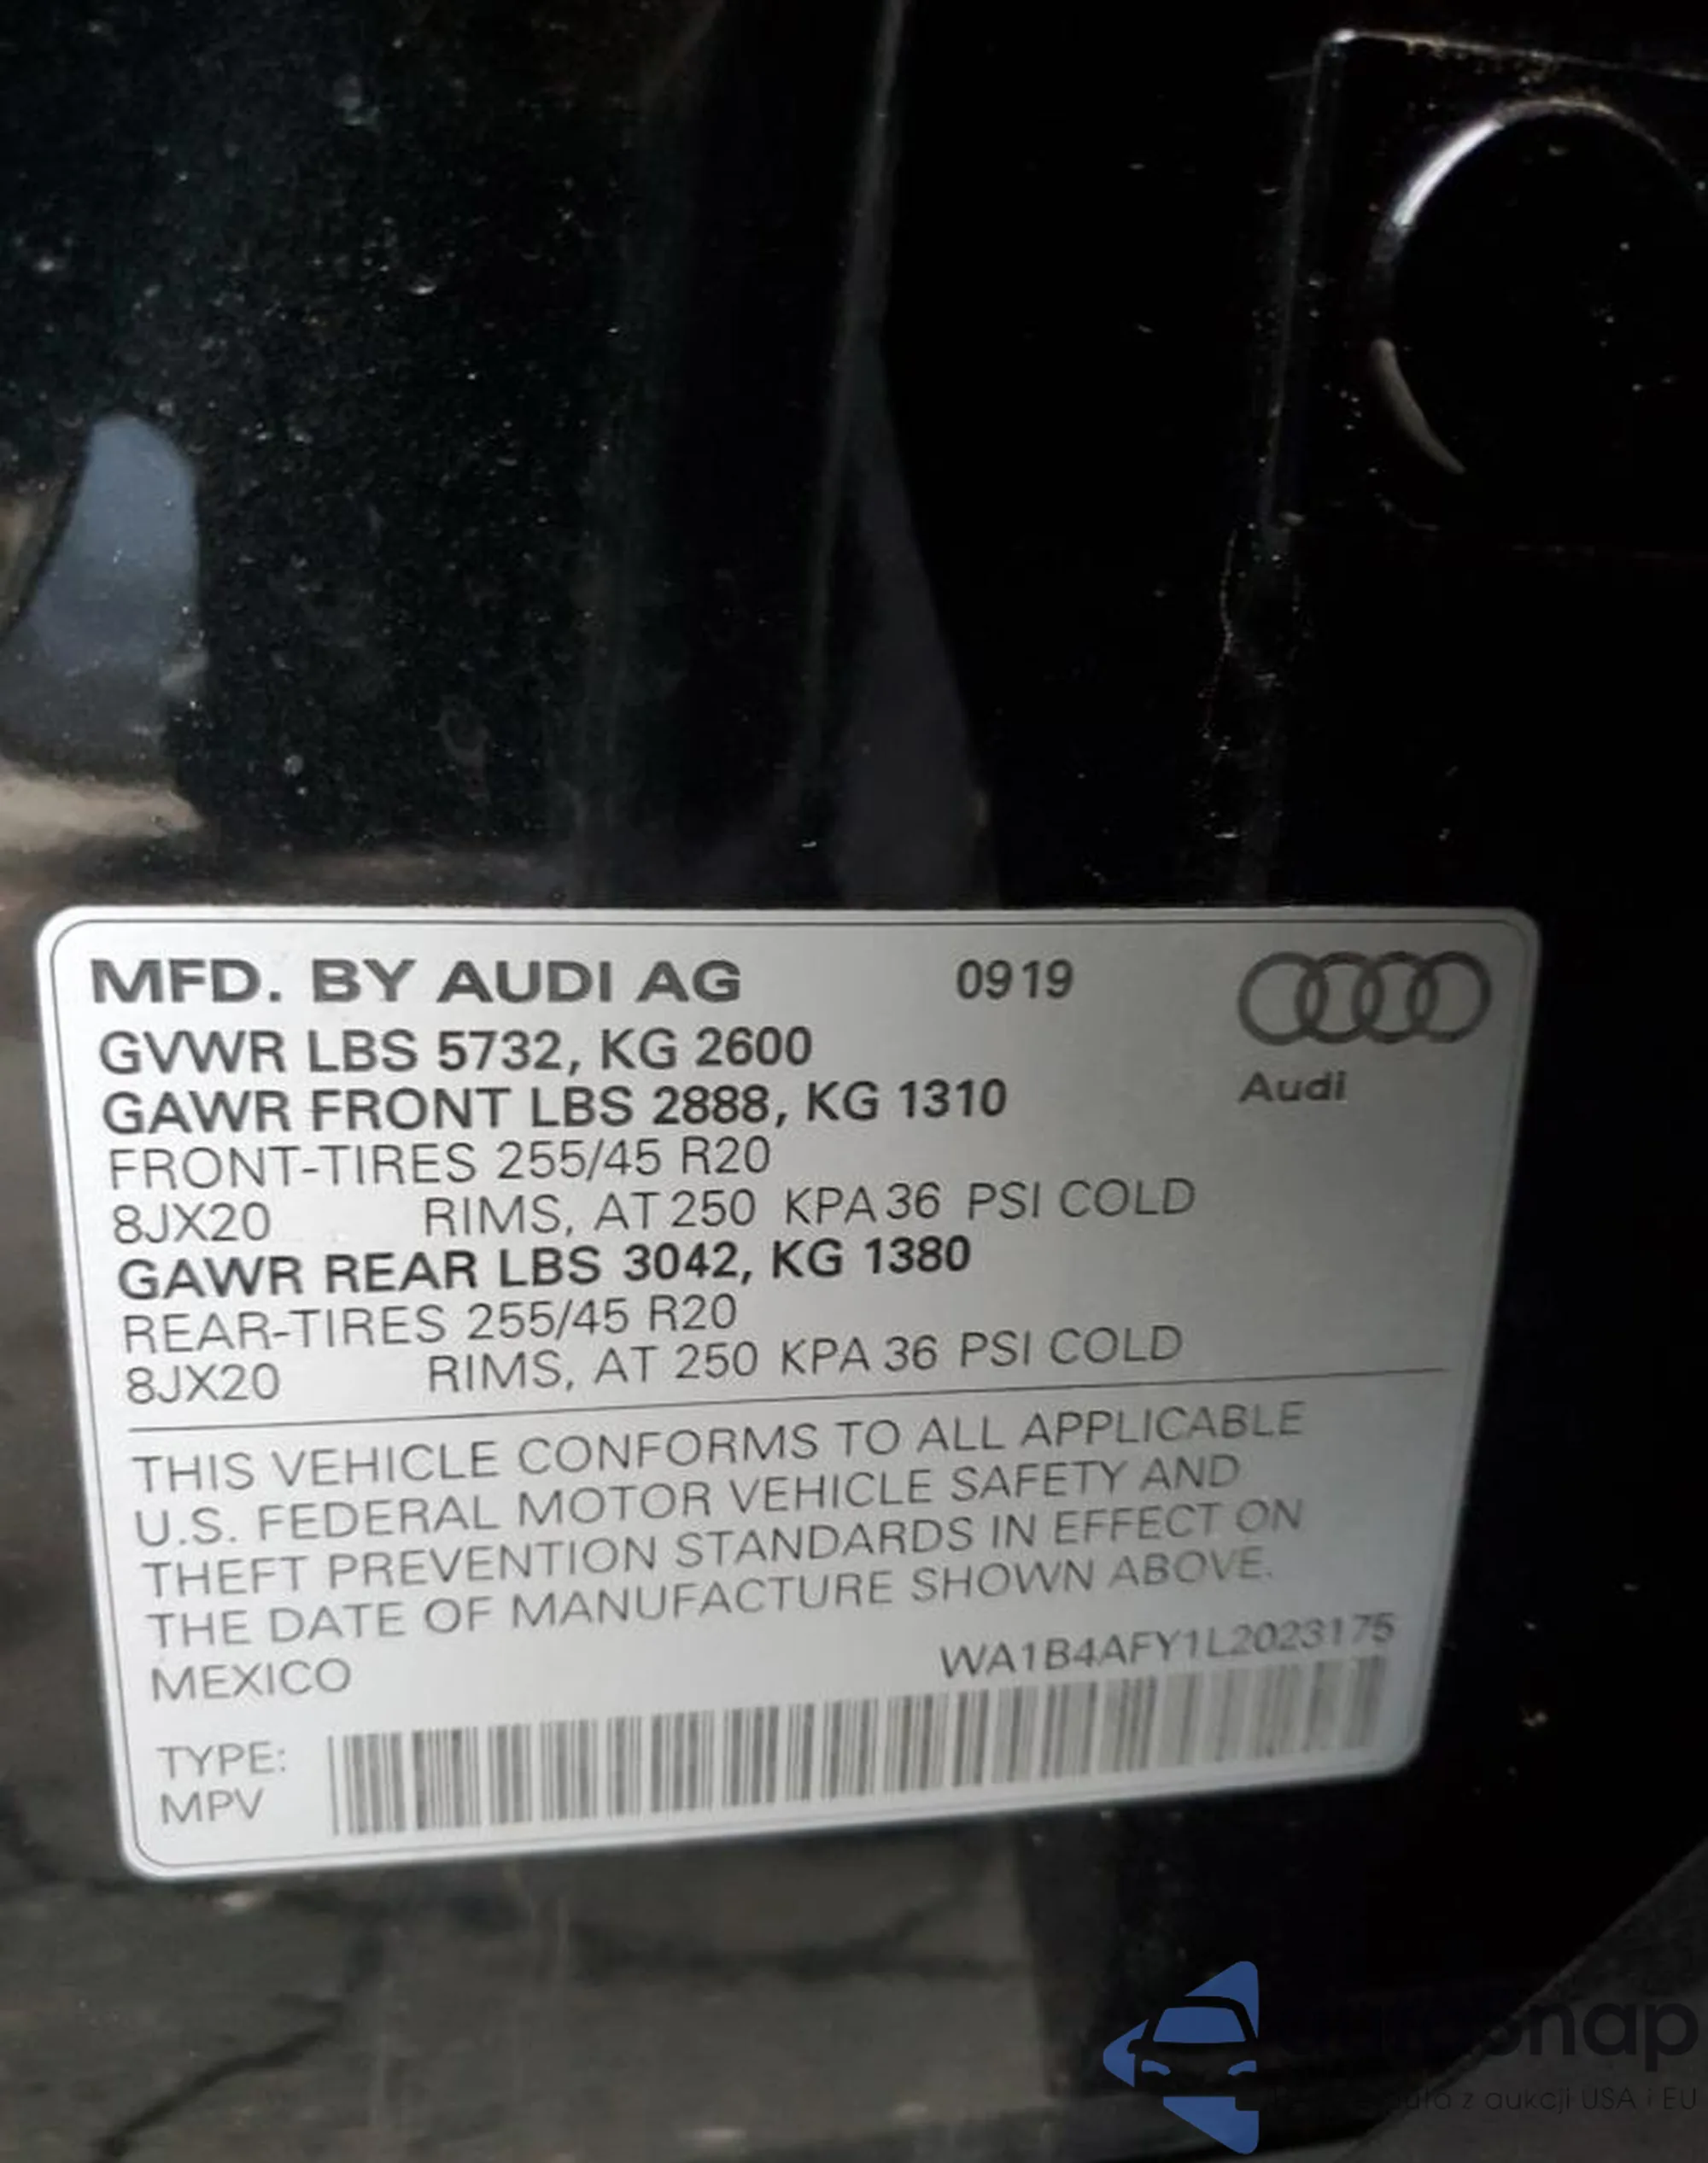 MFD. BY AUDI AG 0919
GVWR LBS 5732, KG 2600
GAWR FRONT LBS 2888, KG 1310
Audi
FRONT-TIRES 255/45 R20
8JX20 RIMS, AT 250 KPA 36 PSI COLD
GAWR REAR LBS 3042, KG 1380
REAR-TIRES 255/45 R20
8JX20 RIMS, AT 250 KPA 36 PSI COLD
THIS VEHICLE CONFORMS TO ALL APPLICABLE
U.S. FEDERAL MOTOR VEHICLE SAFETY AND
THEFT PREVENTION STANDARDS IN EFFECT ON
THE DATE OF MANUFACTURE SHOWN ABOVE.
MEXICO WA1B4AFY1L2023175
TYPE:
MPV
z aukcji USA i EU